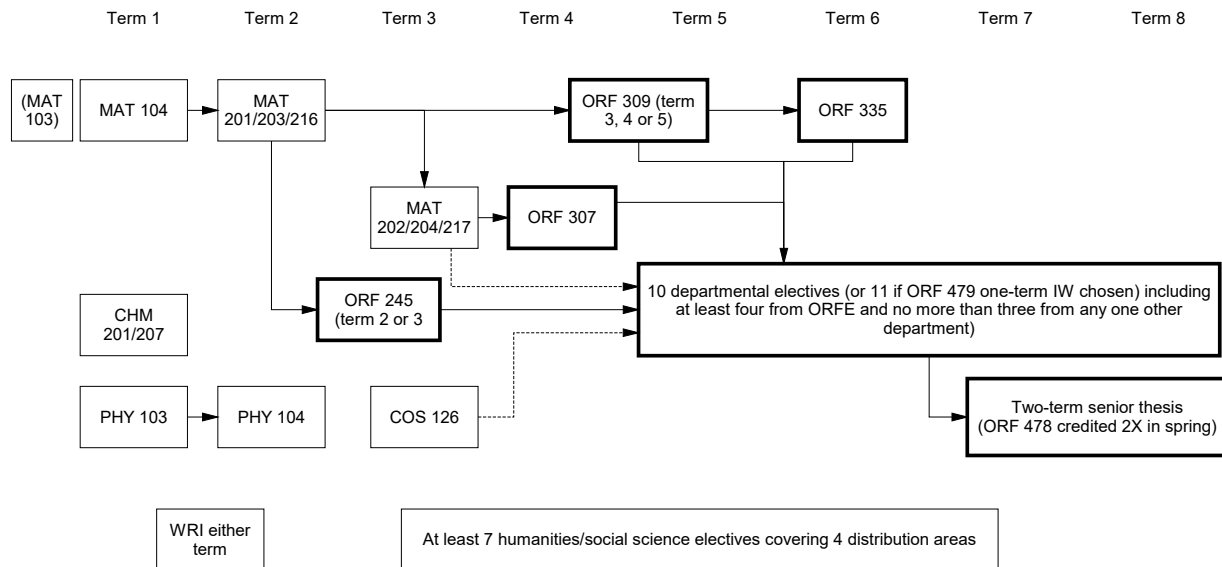 Term 1
Term 2
Term 3
Term 4
Term 5
Term 6
Term 7
Term 8
(MAT
103)
MAT 104
MAT
201/203/216
ORF 309 (term
3, 4 or 5)
ORF 335
MAT
202/204/217
ORF 307
CHM
201/207
ORF 245
(term 2 or 3
10 departmental electives (or 11 if ORF 479 one-term IW chosen) including
at least four from ORFE and no more than three from any one other
department)
PHY 103
PHY 104
COS 126
Two-term senior thesis
(ORF 478 credited 2X in spring)
WRI either
term
At least 7 humanities/social science electives covering 4 distribution areas